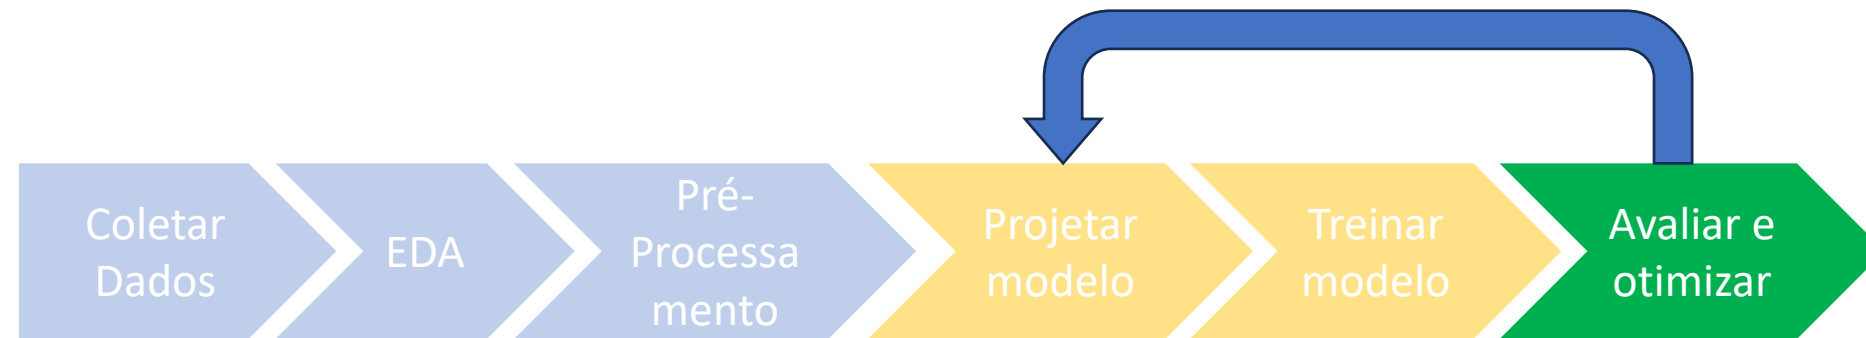 Coletar
Dados
EDA
Pré-
Processa
mento
Projetar
modelo
Treinar
modelo
Avaliar e
otimizar